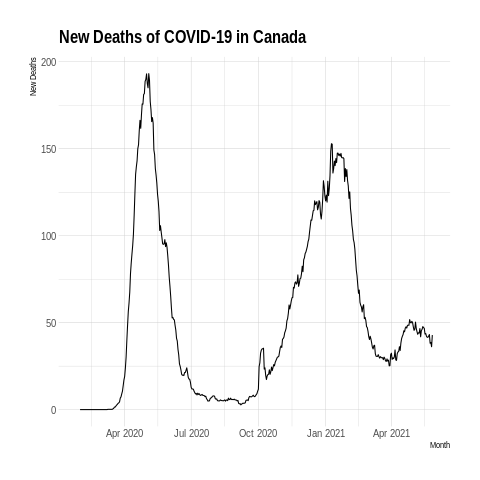 New Deaths of COVID-19 in Canada
New Deaths
200
150
100
50
0
Apr 2020 Jul 2020 Oct 2020 Jan 2021 Apr 2021
Month